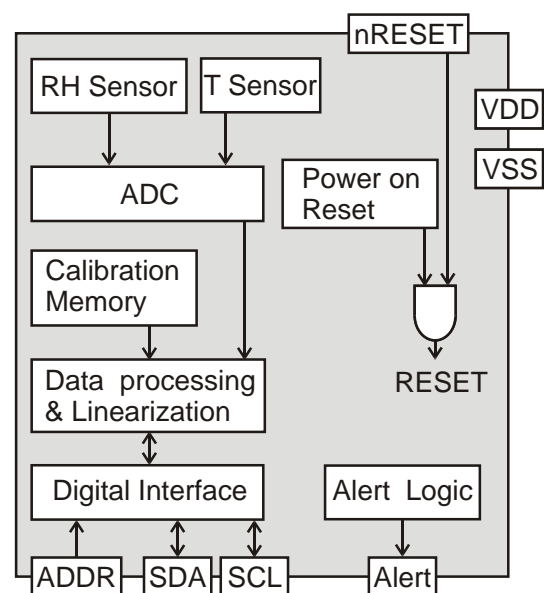 nRESET
RH Sensor
T Sensor
VDD
VSS
ADC
Power on
Reset
Calibration
Memory
RESET
Data processing
& Linearization
Digital Interface
Alert Logic
ADDR
SDA
SCL
Alert